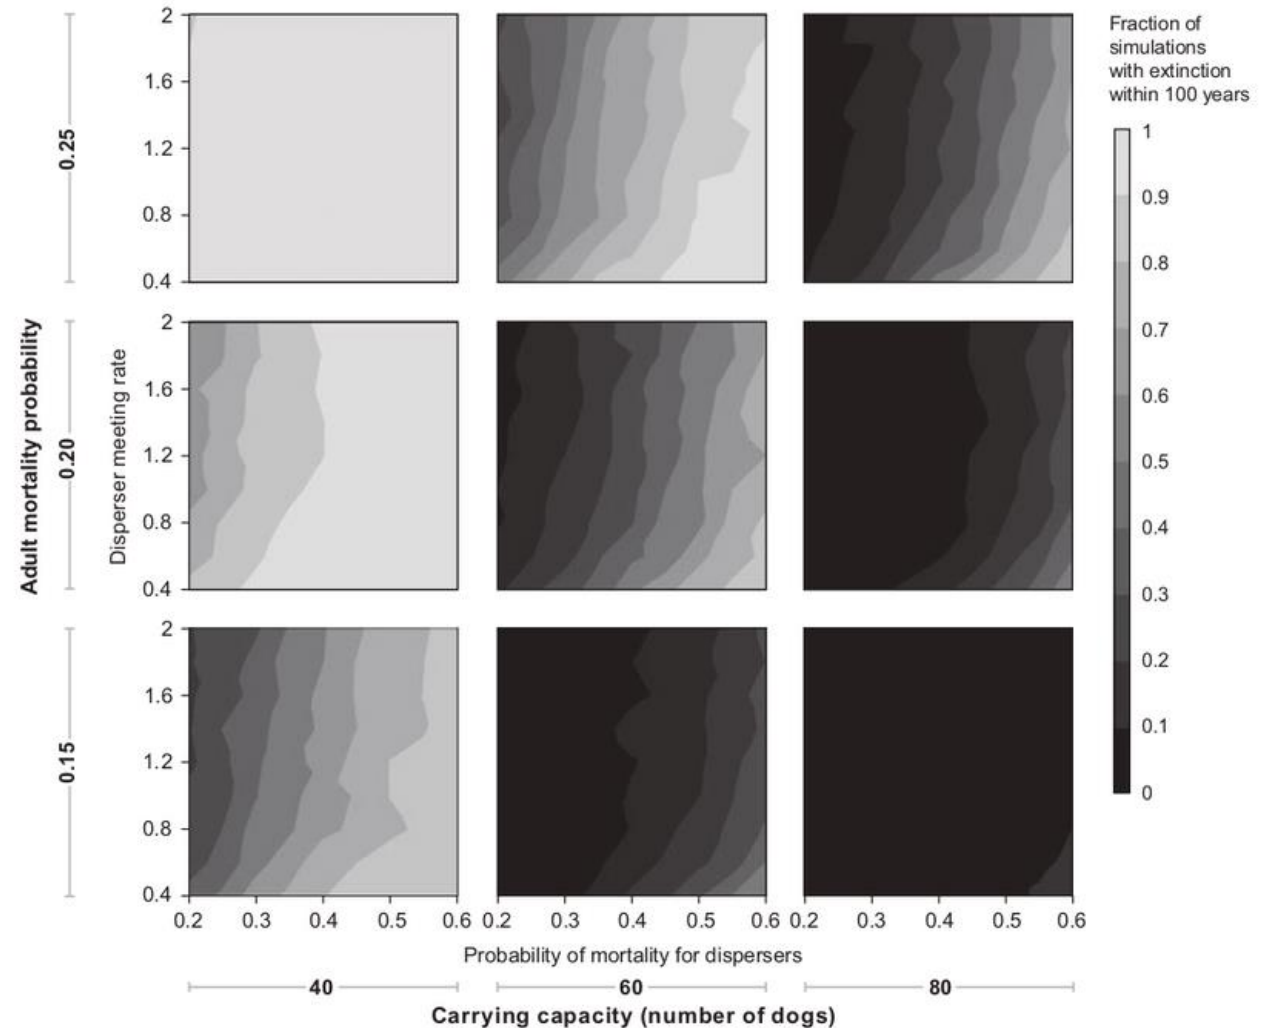 Fraction of
simulations
with extinction
within 100 years
1
0.9
0.8
0.7
0.6
0.5
0.4
0.3
0.2
0.1
0
Adult mortality probability
0.25
0.20
0.15
Disperser meeting rate
2
1.6
1.2
0.8
0.4
2
1.6
1.2
0.8
0.4
2
1.6
1.2
0.8
0.4
0.2 0.3 0.4 0.5 0.6 0.2 0.3 0.4 0.5 0.6 0.2 0.3 0.4 0.5 0.6
Probability of mortality for dispersers
40 60 80
Carrying capacity (number of dogs)